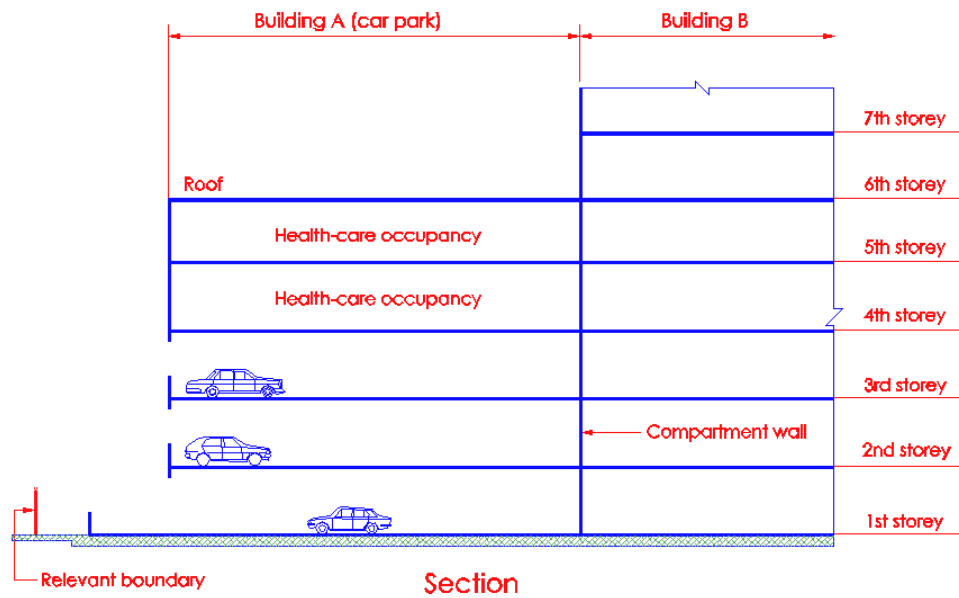 Building A (car park)
Building B
7th storey
Roof
6th storey
Health-care occupancy
5th storey
Health-care occupancy
4th storey
3rd storey
Compartment wall
2nd storey
1st storey
Relevant boundary
Section